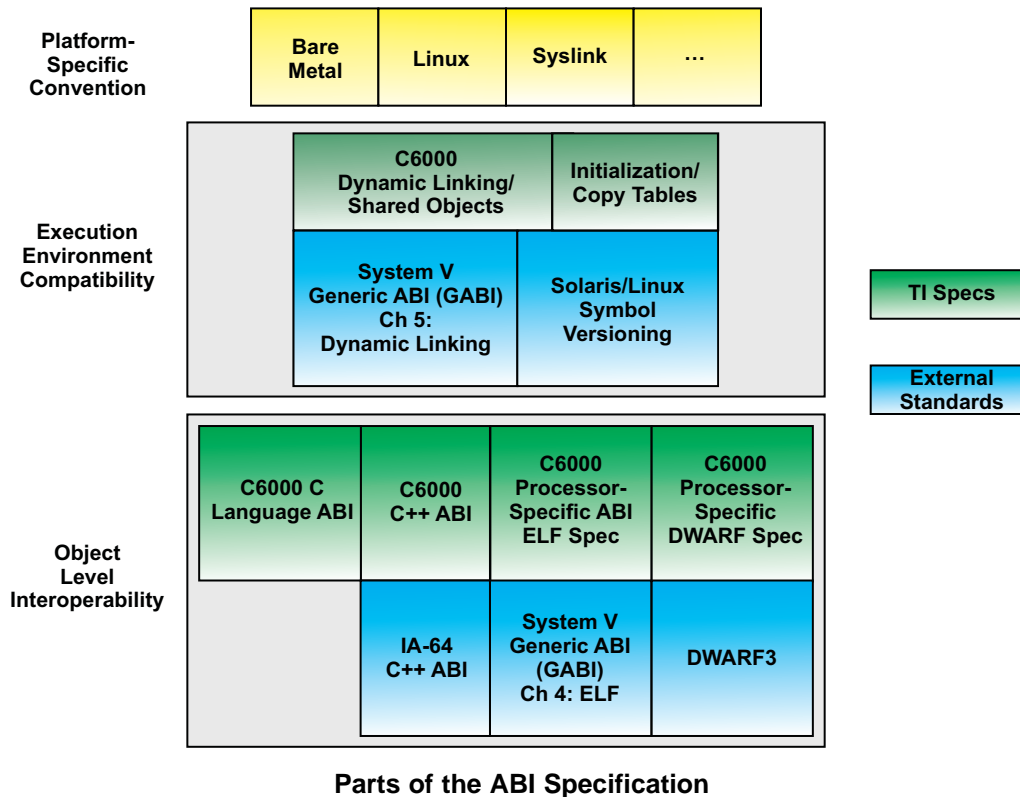 Platform-
Specific
Convention
Bare
Metal
Linux
Syslink
...
Execution
Environment
Compatibility
C6000
Dynamic Linking/
Shared Objects
Initialization/
Copy Tables
System V
Generic ABI (GABI)
Ch 5:
Dynamic Linking
Solaris/Linux
Symbol
Versioning
TI Specs
External
Standards
Object
Level
Interoperability
C6000 C
Language ABI
C6000
C++ ABI
C6000
Processor-
Specific ABI
ELF Spec
C6000
Processor-
Specific
DWARF Spec
IA-64
C++ ABI
System V
Generic ABI
(GABI)
Ch 4: ELF
DWARF3
Parts of the ABI Specification